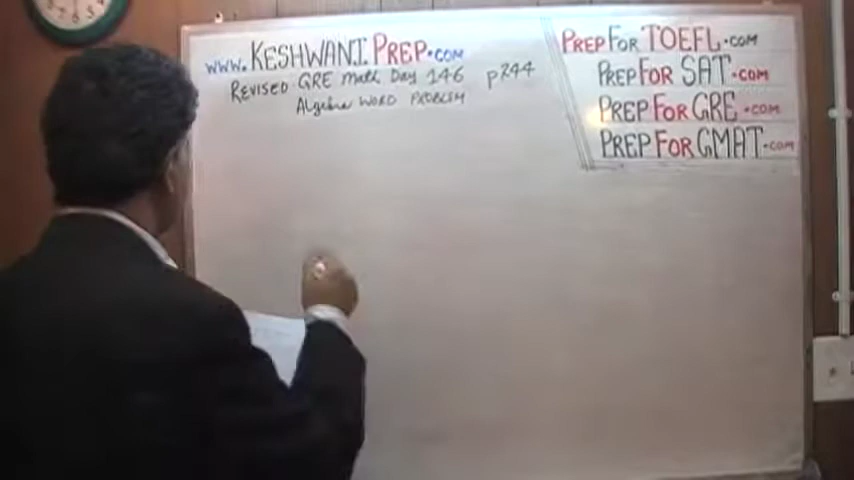 www.KESHWANI PREP.COM
REVISED GRE Math Day 146 p244
Algebra WORD PROBLEM
PREP FOR TOEFL.COM
PREP FOR SAT.COM
PREP FOR GRE.COM
PREP FOR GMAT.COM